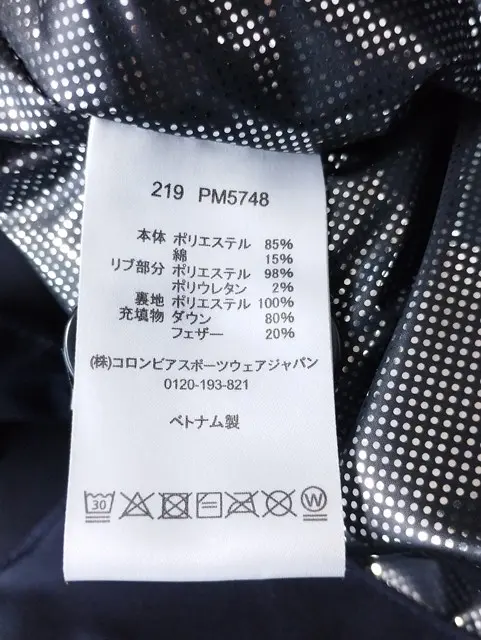 219 PM5748
本体 ポリエステル 85%
綿 15%
リブ部分 ポリエステル 98%
ポリウレタン 2%
裏地 ポリエステル 100%
充填物 ダウン 80%
フェザー 20%
(株)コロンビアスポーツウェアジャパン
0120-193-821
ベトナム製
30 W